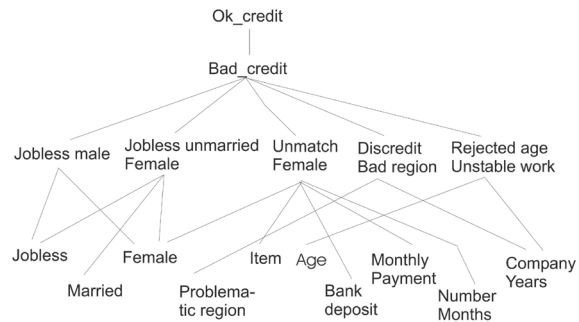 Ok_credit
Bad_credit
Jobless male
Jobless unmarried
Female
Unmatch
Female
Discredit
Bad region
Rejected age
Unstable work
Jobless
Married
Female
Problema-
tic region
Item
Age
Bank
deposit
Monthly
Payment
Number
Months
Company
Years